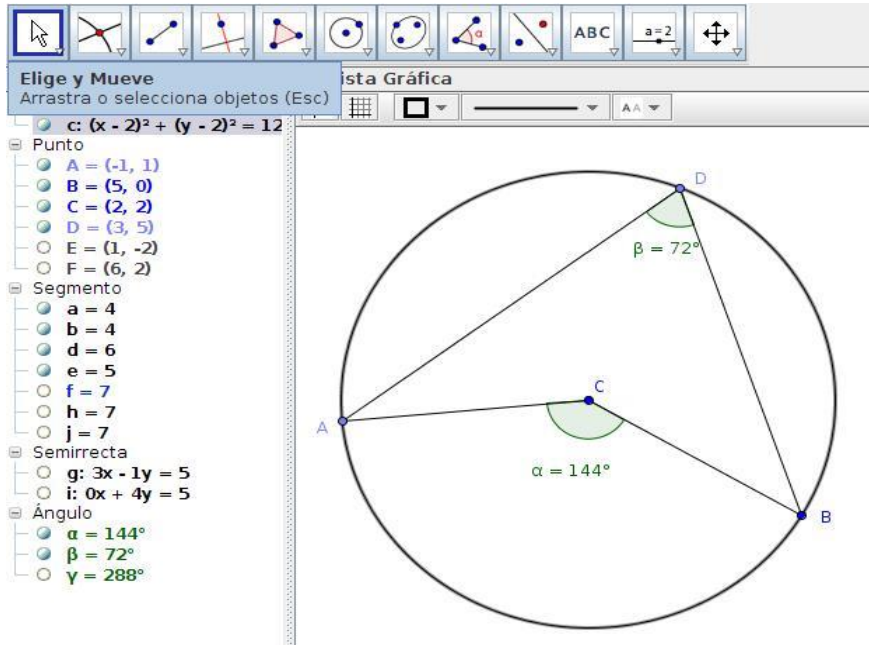 ABC
a=2
Elige y Mueve
Arrastra o selecciona objetos (Esc)
ista Gráfica
A A
c: (x - 2)² + (y - 2)² = 12
Punto
A = (-1, 1)
B = (5, 0)
C = (2, 2)
D = (3, 5)
E = (1, -2)
F = (6, 2)
Segmento
a = 4
b = 4
d = 6
e = 5
f = 7
h = 7
j = 7
Semirrecta
g: 3x - 1y = 5
i: 0x + 4y = 5
Ángulo
α = 144°
β = 72°
γ = 288°
D
β = 72°
C
A
α = 144°
B